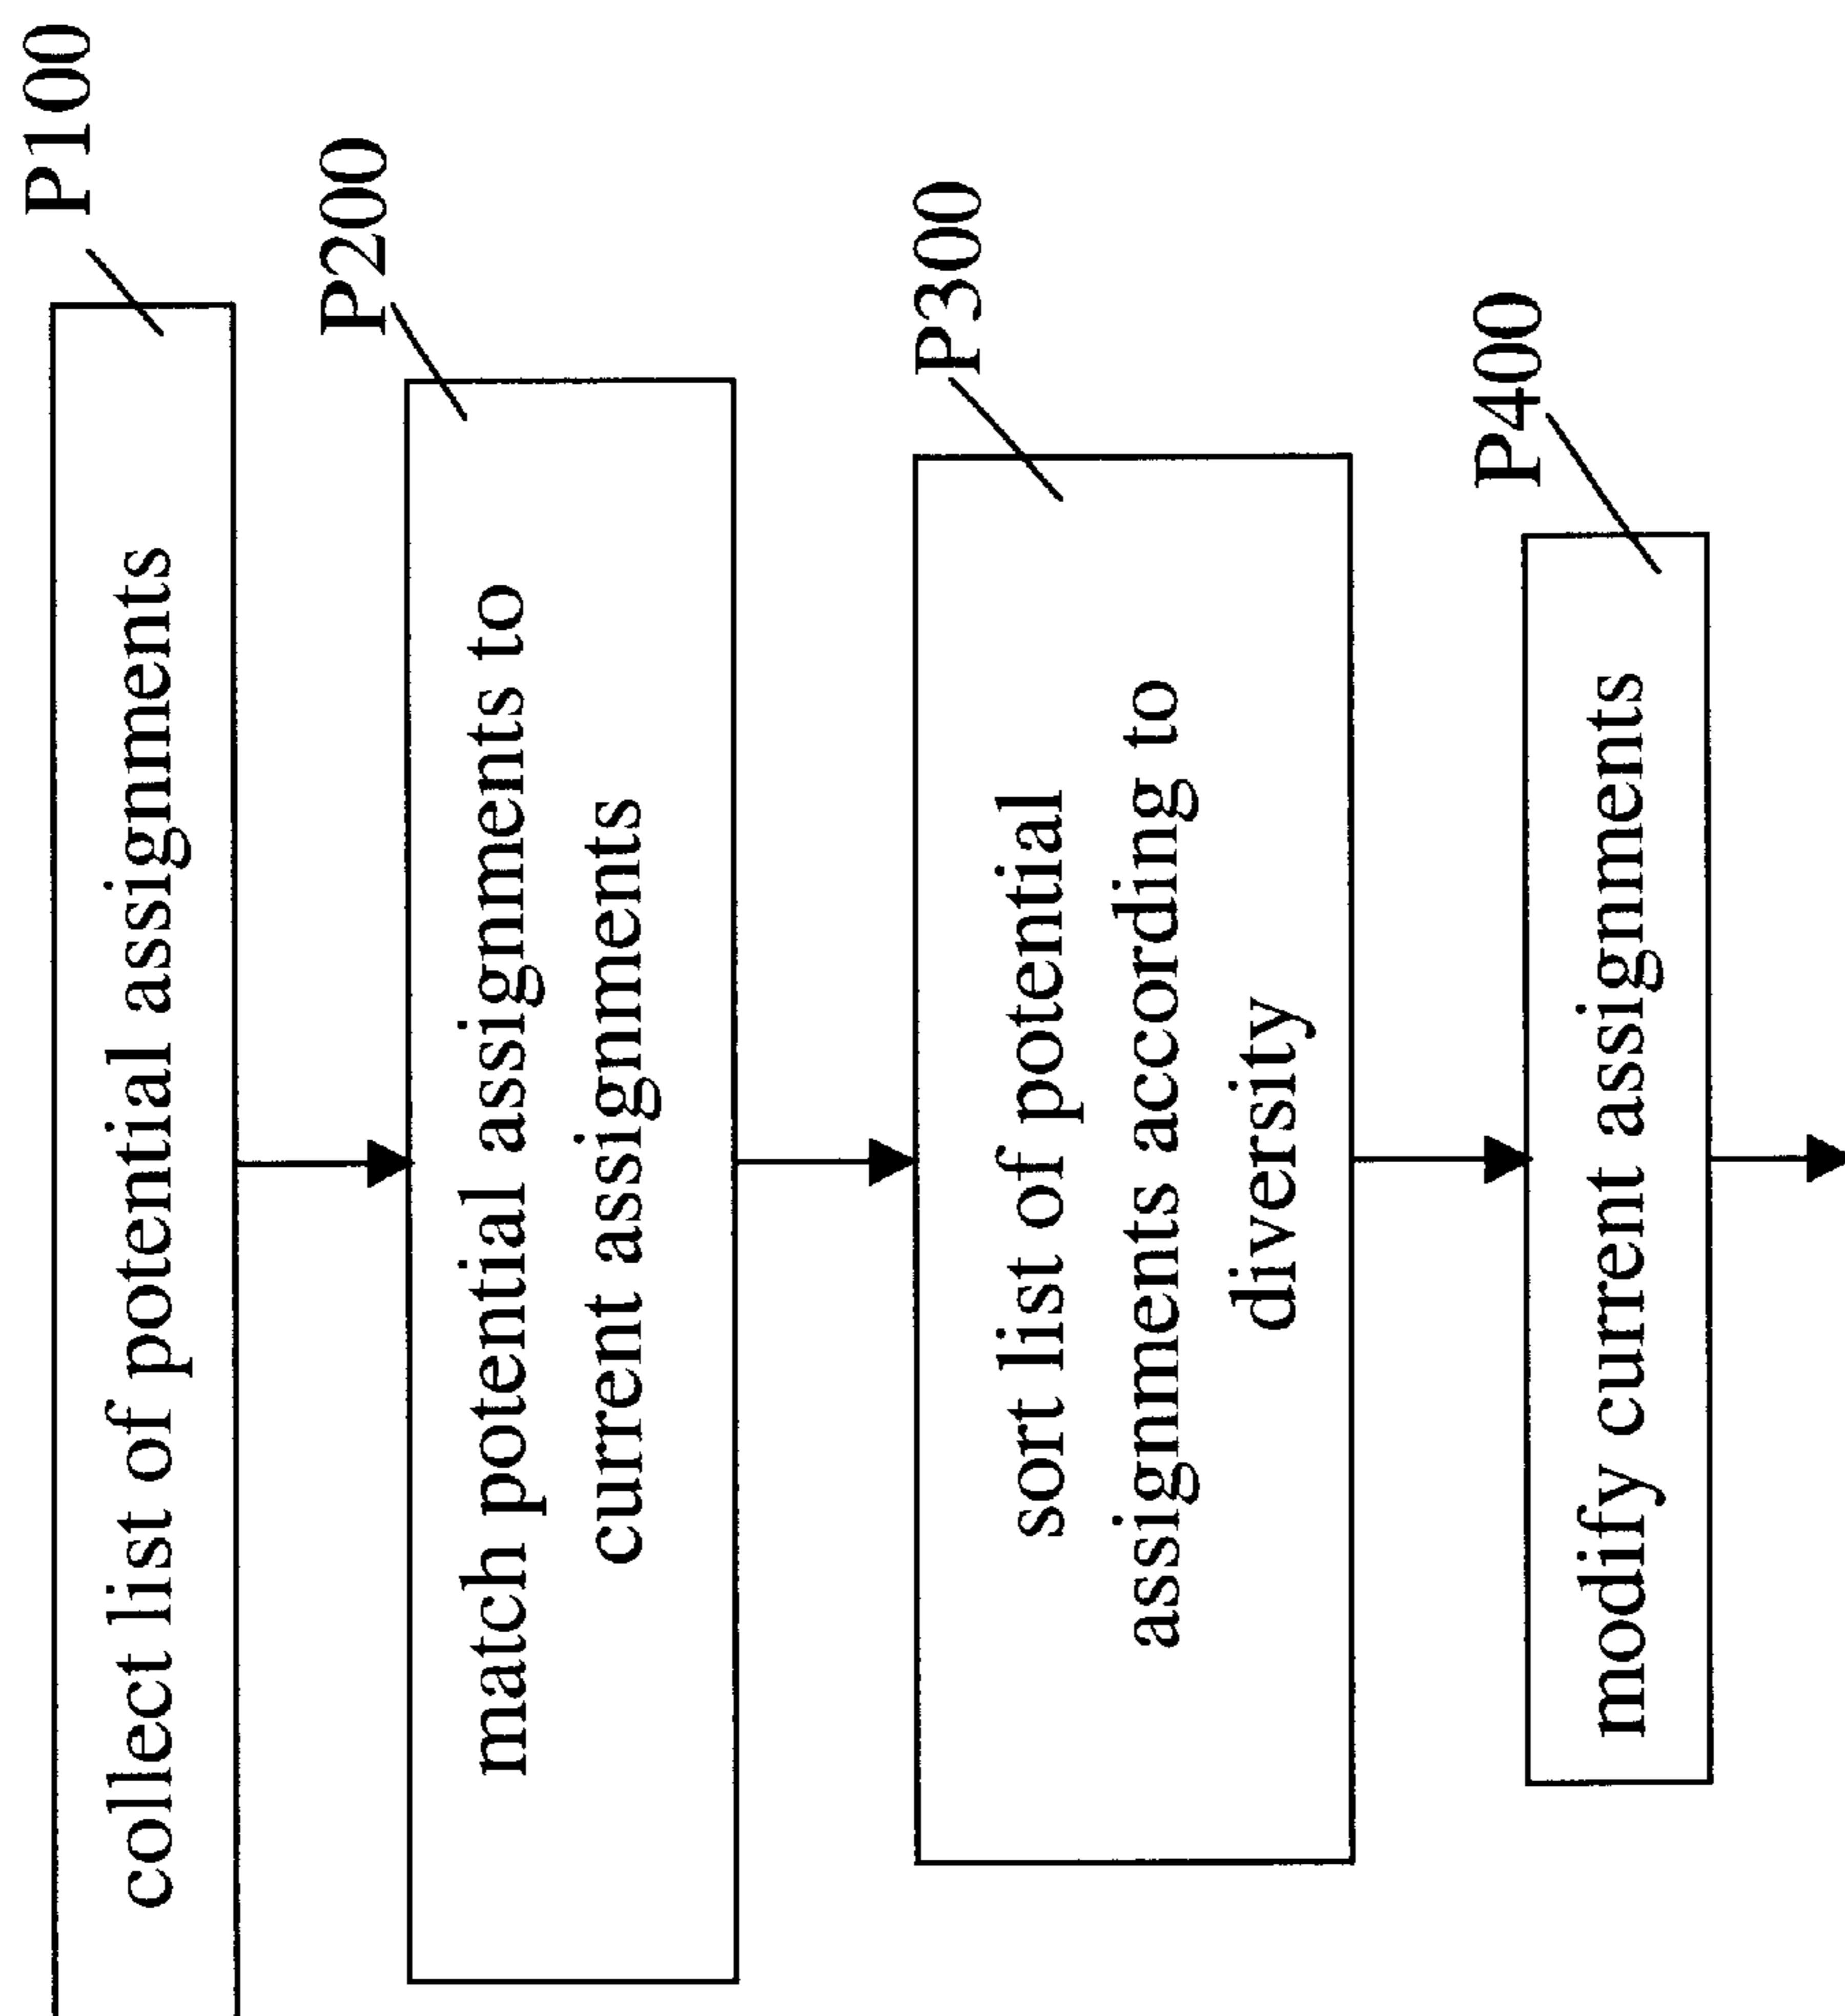 P100
collect list of potential assignments
P200
match potential assignments to
current assignments
P300
sort list of potential
assignments according to
diversity
P400
modify current assignments